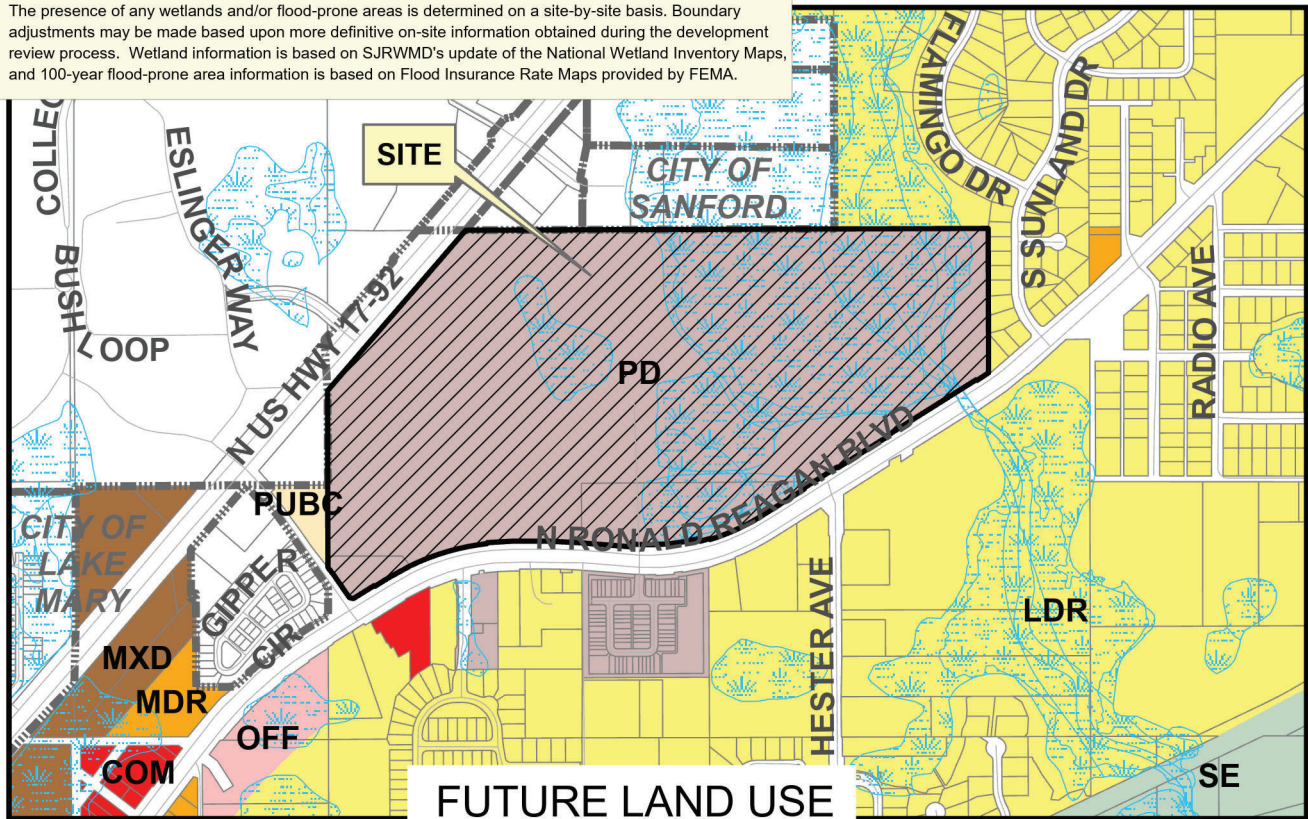 The presence of any wetlands and/or flood-prone areas is determined on a site-by-site basis. Boundary
adjustments may be made based upon more definitive on-site information obtained during the development
review process. Wetland information is based on SJRWMD's update of the National Wetland Inventory Maps,
and 100-year flood-prone area information is based on Flood Insurance Rate Maps provided by FEMA.
FLAMINGO DR
S SUNLAND DR
ESLINGER WAY
SITE
CITY OF
SANFORD
BUSH LOOP
N US HWY 17-92
RADIO AVE
PD
N RONALD REAGAN BLVD
PUBC
CITY OF
LAKE
MARY
GIPPER CIR
HESTER AVE
LDR
MXD
MDR
OFF
COM
SE
FUTURE LAND USE